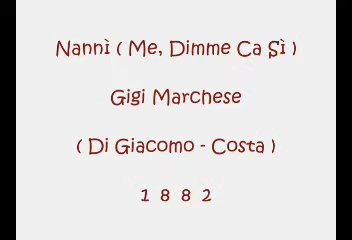 Nannì ( Me, Dimme Ca Sì )
Gigi Marchese
( Di Giacomo - Costa )
1 8 8 2